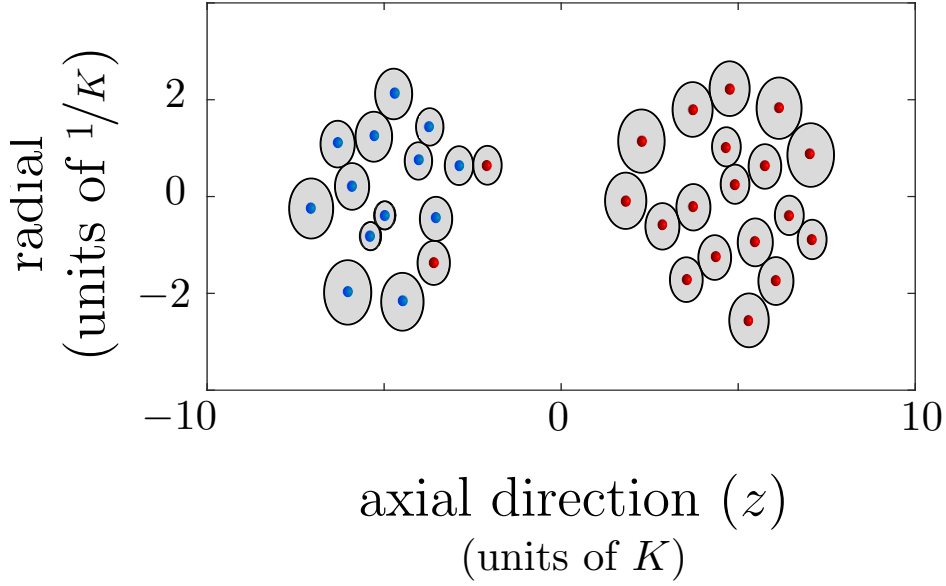 radial
(units of 1/K)
2
0
−2
−10
0
10
axial direction (z)
(units of K)